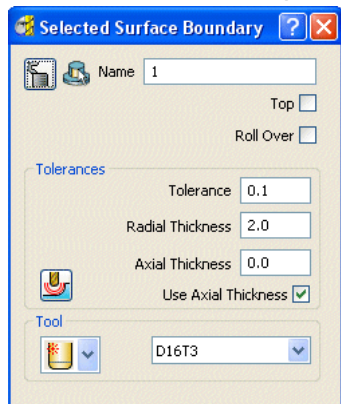 Selected Surface Boundary
Name 1
Top
Roll Over
Tolerances
Tolerance 0.1
Radial Thickness 2.0
Axial Thickness 0.0
Use Axial Thickness
Tool
D16T3